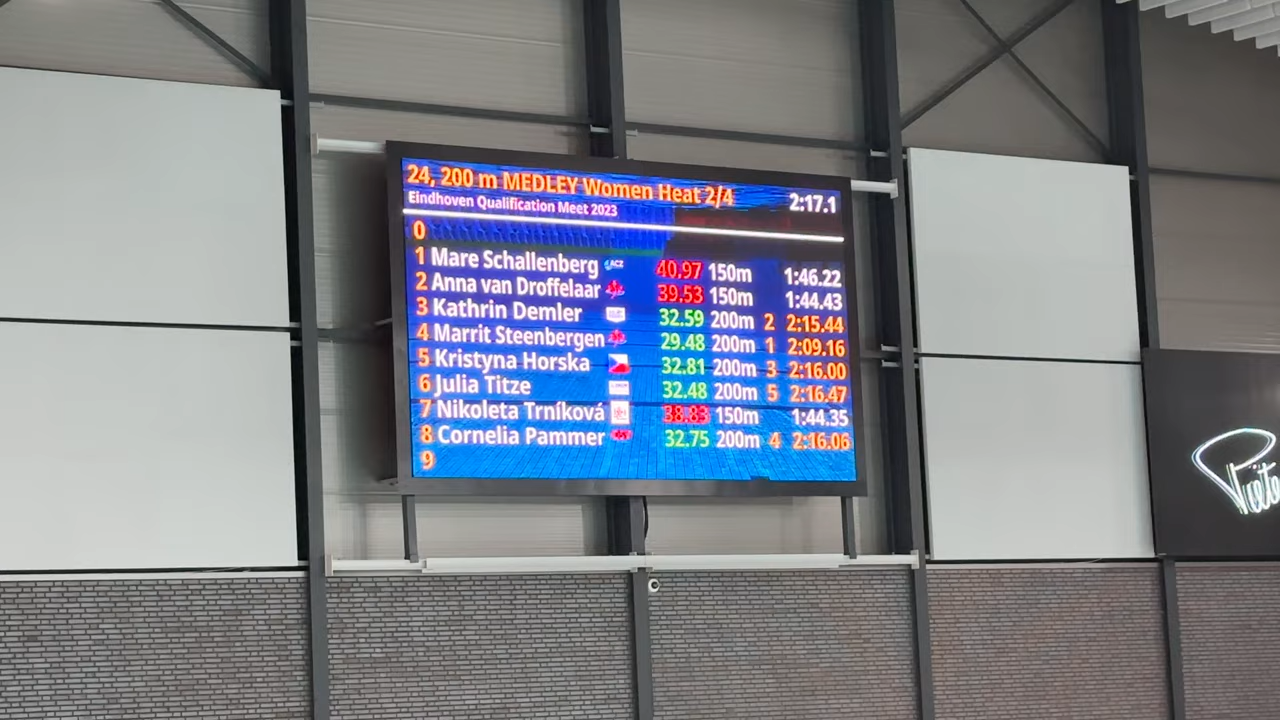 24, 200 m MEDLEY Women Heat 2/4 2:17.1
Eindhoven Qualification Meet 2023
0
1 Mare Schallenberg ACZ 40.97 150m 1:46.22
2 Anna van Droffelaar 39.53 150m 1:44.43
3 Kathrin Demler 32.59 200m 2 2:15.44
4 Marrit Steenbergen 29.48 200m 1 2:09.16
5 Kristyna Horska 32.81 200m 3 2:16.00
6 Julia Titze 32.48 200m 5 2:16.47
7 Nikoleta Trníková 38.83 150m 1:44.35
8 Cornelia Pammer 32.75 200m 4 2:16.06
9